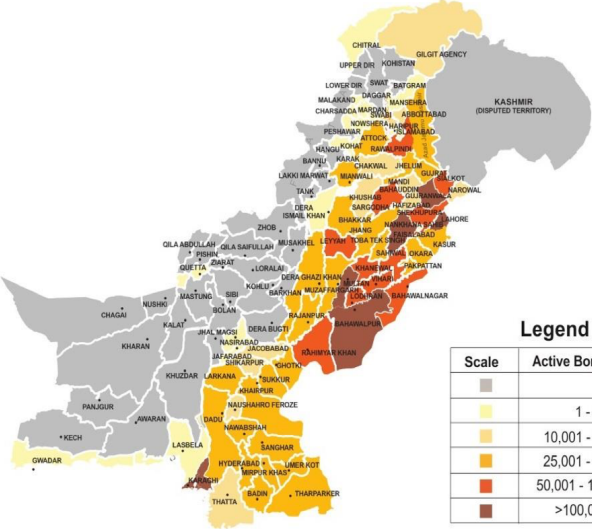 CHITRAL
GILGIT AGENCY
UPPER DIR
KOHISTAN
LOWER DIR
SWAT
BATGRAM
DAGGAR
MALAKAND
MANSEHRA
KASHMIR
(DISPUTED TERRITORY)
CHARSADDA
MARDAN
SWABI
ABBOTTABAD
NOWSHERA
HARIPUR
PESHAWAR
ISLAMABAD
ATTOCK
HANGU
KOHAT
RAWALPINDI
BANNU
KARAK
CHAKWAL
JHELUM
LAKKI MARWAT
MIANWALI
GUJRAT
SIALKOT
TANK
MANDI
BAHAUDDIN
NAROWAL
KHUSHAB
GUJRANWALA
DERA
ISMAIL KHAN
SARGODHA
HAFIZABAD
SHEKHUPURA
BHAKKAR
NANKHANA SAHIB
LAHORE
ZHOB
JHANG
FAISALABAD
QILA ABDULLAH
QILA SAIFULLAH
MUSAKHEL
LEYYAH
TOBA TEK SINGH
KASUR
PISHIN
ZIARAT
SAHIWAL
OKARA
QUETTA
LORALAI
KHANEWAL
PAKPATTAN
DERA GHAZI KHAN
MULTAN
VIHARI
MASTUNG
SIBI
KOHLU
BARKHAN
MUZAFFARGARH
LODHRAN
BAHAWALNAGAR
NUSHKI
BOLAN
CHAGAI
KALAT
RAJANPUR
BAHAWALPUR
KHARAN
JHAL MAGSI
DERA BUGTI
NASIRABAD
JAFARABAD
JACOBABAD
RAHIMYAR KHAN
SHIKARPUR
GHOTKI
KHUZDAR
LARKANA
SUKKUR
KHAIRPUR
PANJGUR
AWARAN
DADU
NAUSHAHRO FEROZE
NAWABSHAH
KECH
LASBELA
SANGHAR
GWADAR
HYDERABAD
UMER KOT
KARACHI
MIRPUR KHAS
THATTA
BADIN
THARPARKER
Legend
Scale Active Bor
1 -
10,001 -
25,001 -
50,001 - 1
>100,0